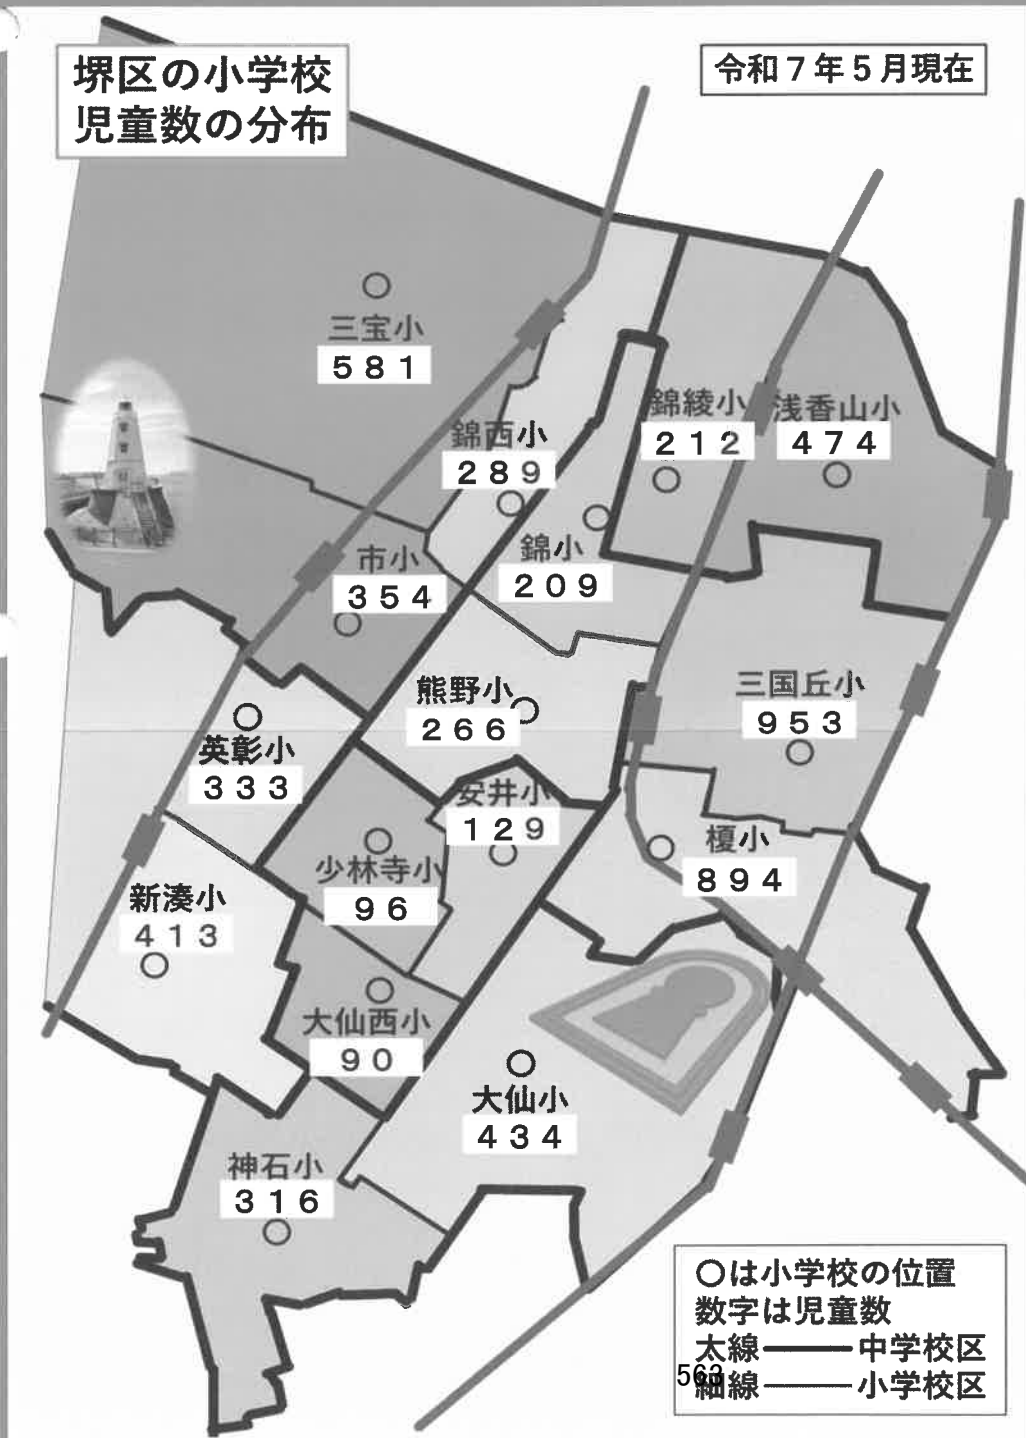 堺区の小学校
児童数の分布
令和７年５月現在
三宝小
５８１
錦西小
２８９
錦綾小
２１２
浅香山小
４７４
市小
３５４
錦小
２０９
熊野小
２６６
三国丘小
９５３
英彰小
３３３
安井小
１２９
榎小
８９４
少林寺小
９６
新湊小
４１３
大仙西小
９０
大仙小
４３４
神石小
３１６
○は小学校の位置
数字は児童数
太線━━━中学校区
細線───小学校区
563